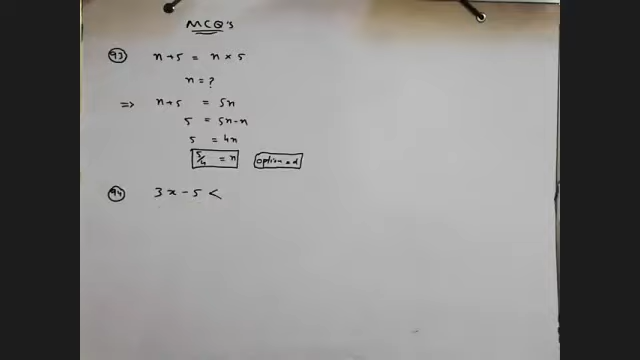 MCQ's
93 n+5 = n×5
n = ?
=> n+5 = 5n
5 = 5n-n
5 = 4n
5/4 = n option = d
94 3x-5 <